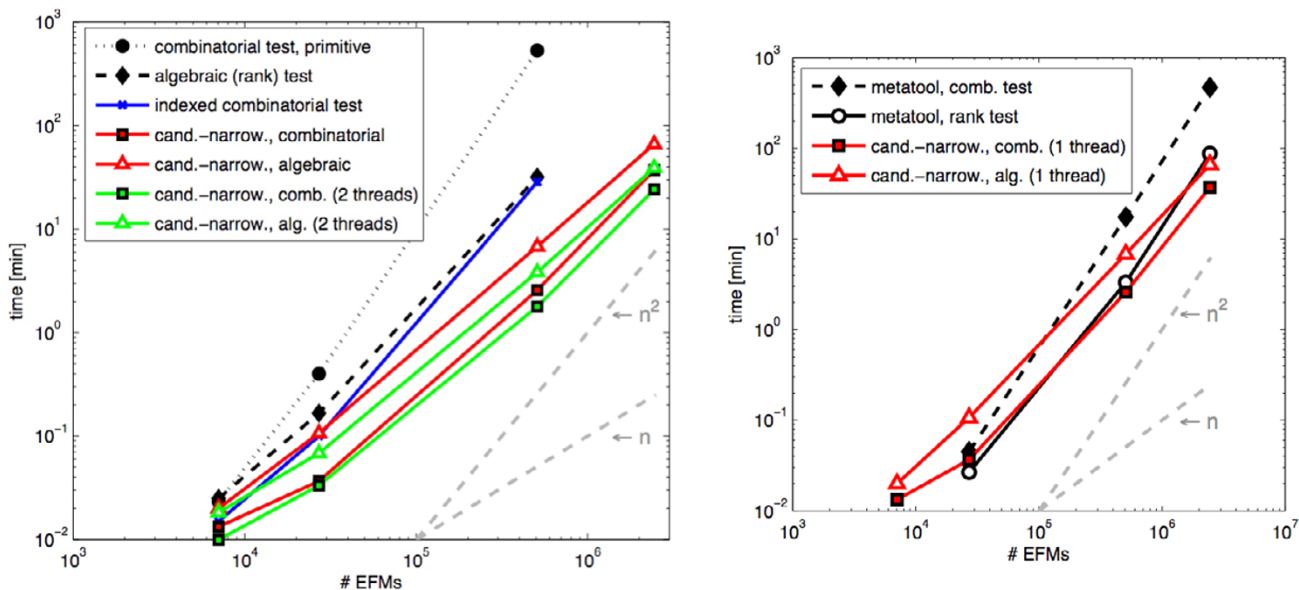 10^3
10^2
10^1
10^0
10^-1
10^-2
time [min]
combinatorial test, primitive
algebraic (rank) test
indexed combinatorial test
cand.-narrow., combinatorial
cand.-narrow., algebraic
cand.-narrow., comb. (2 threads)
cand.-narrow., alg. (2 threads)
← n^2
← n
10^3
10^4
10^5
10^6
# EFMs
10^3
10^2
10^1
10^0
10^-1
10^-2
time [min]
metatool, comb. test
metatool, rank test
cand.-narrow., comb. (1 thread)
cand.-narrow., alg. (1 thread)
← n^2
← n
10^3
10^4
10^5
10^6
10^7
# EFMs